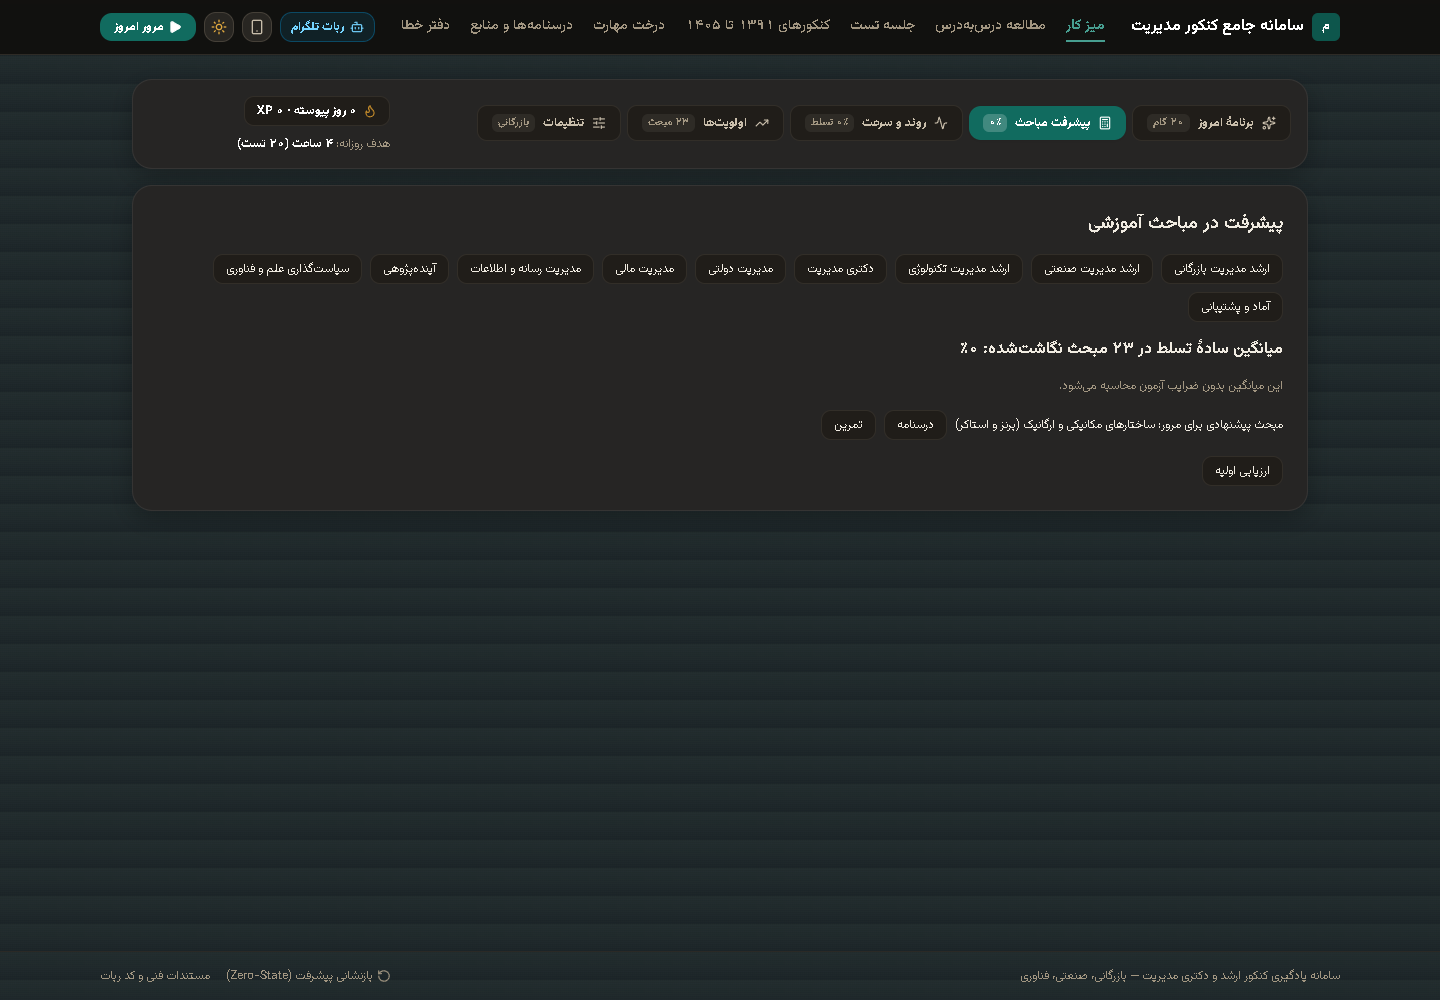 م
سامانه جامع کنکور مدیریت
میز کار
مطالعه درس‌به‌درس
جلسه تست
کنکورهای ۱۳۹۱ تا ۱۴۰۵
درخت مهارت
درسنامه‌ها و منابع
دفتر خطا
ربات تلگرام
مرور امروز
برنامهٔ امروز ۲۰ گام
پیشرفت مباحث ۰٪
روند و سرعت ۰٪ تسلط
اولویت‌ها ۲۳ مبحث
تنظیمات بازرگانی
۰ روز پیوسته · ۰ XP
هدف روزانه: ۴ ساعت (۲۰ تست)
پیشرفت در مباحث آموزشی
ارشد مدیریت بازرگانی
ارشد مدیریت صنعتی
ارشد مدیریت تکنولوژی
دکتری مدیریت
مدیریت دولتی
مدیریت مالی
مدیریت رسانه و اطلاعات
آینده‌پژوهی
سیاست‌گذاری علم و فناوری
آماد و پشتیبانی
میانگین سادهٔ تسلط در ۲۳ مبحث نگاشت‌شده: ۰٪
این میانگین بدون ضرایب آزمون محاسبه می‌شود.
مبحث پیشنهادی برای مرور: ساختارهای مکانیکی و ارگانیک (برنز و استاکر) درسنامه تمرین
ارزیابی اولیه
سامانه یادگیری کنکور ارشد و دکتری مدیریت — بازرگانی، صنعتی، فناوری
بازنشانی پیشرفت (Zero-State)
مستندات فنی و کد ربات